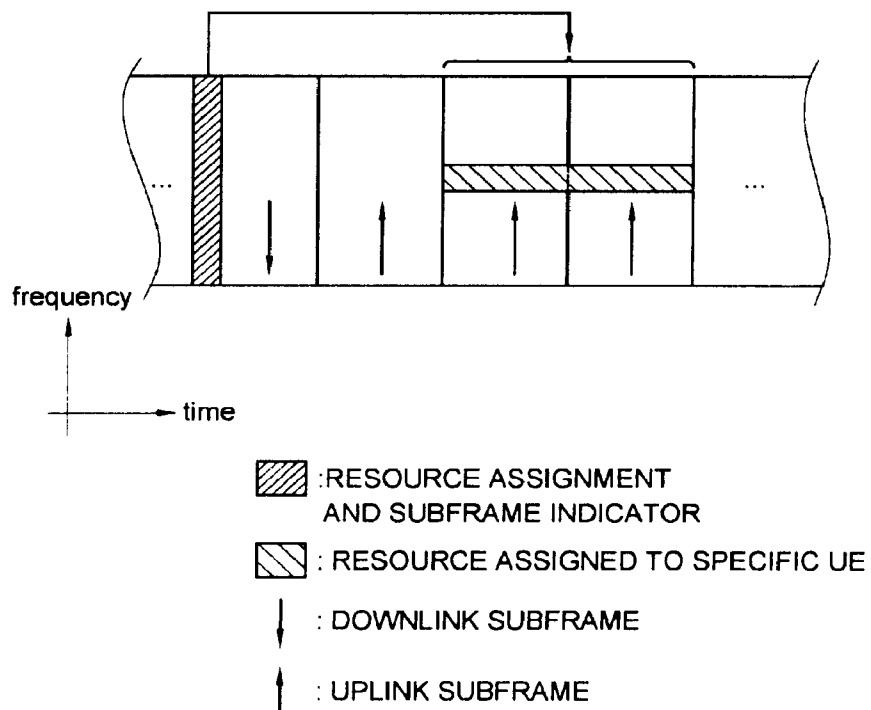 ... ...
frequency
time
:RESOURCE ASSIGNMENT
AND SUBFRAME INDICATOR
: RESOURCE ASSIGNED TO SPECIFIC UE
: DOWNLINK SUBFRAME
: UPLINK SUBFRAME